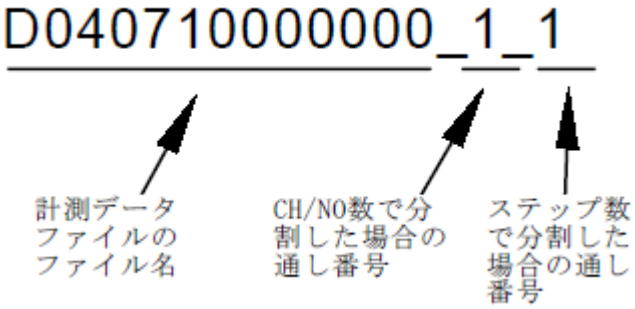 D040710000000_1_1
計測データ
ファイルの
ファイル名
CH/NO数で分
割した場合の
通し番号
ステップ数
で分割した
場合の通し
番号